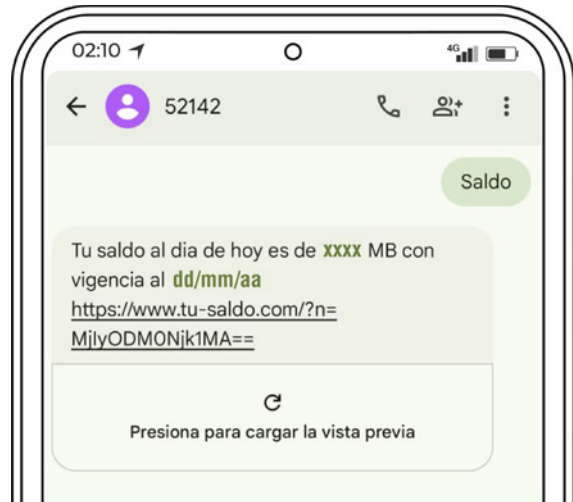 02:10
4G
52142
Saldo
Tu saldo al dia de hoy es de xxxx MB con
vigencia al dd/mm/aa
https://www.tu-saldo.com/?n=
MjIyODM0Njk1MA==
Presiona para cargar la vista previa